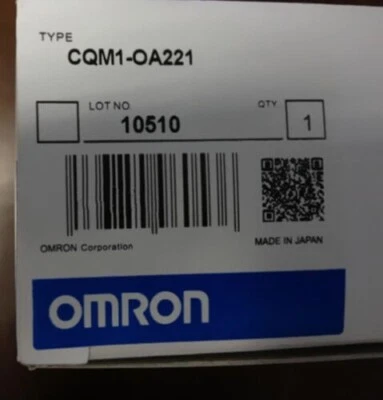 TYPE
CQM1-OA221
LOT NO.
QTY
10510
1
OMRON Corporation
MADE IN JAPAN
OMRON